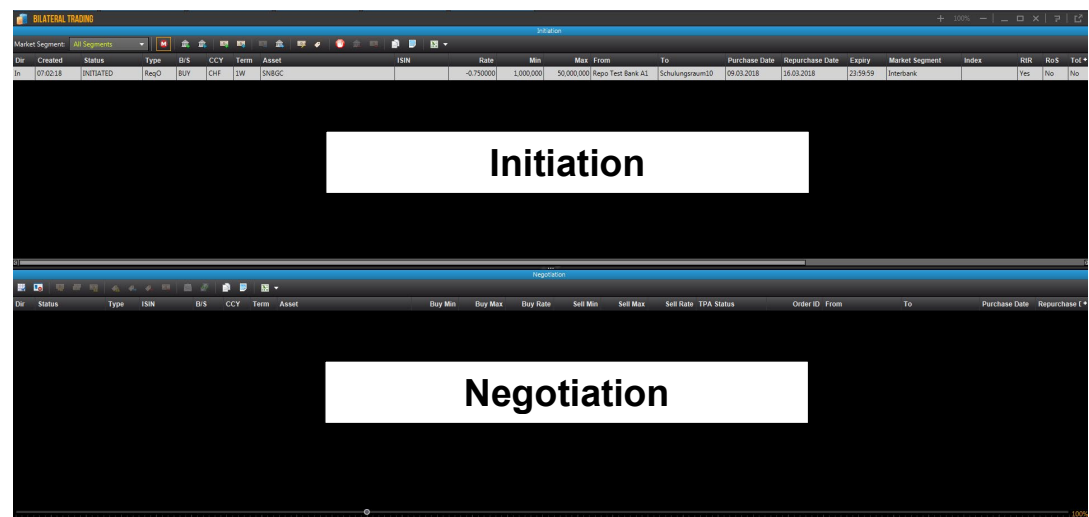 BILATERAL TRADING + 100% −
Initiation
Market Segment: All Segments
Dir Created Status Type B/S CCY Term Asset ISIN Rate Min Max From To Purchase Date Repurchase Date Expiry Market Segment Index RtR RoS Tot
In 07:02:18 INITIATED ReqO BUY CHF 1W SNBGC -0.750000 1,000,000 50,000,000 Repo Test Bank A1 Schulungsraum10 09.03.2018 16.03.2018 23:59:59 Interbank Yes No No
Initiation
Negotiation
Dir Status Type ISIN B/S CCY Term Asset Buy Min Buy Max Buy Rate Sell Min Sell Max Sell Rate TPA Status Order ID From To Purchase Date Repurchase
Negotiation
100%